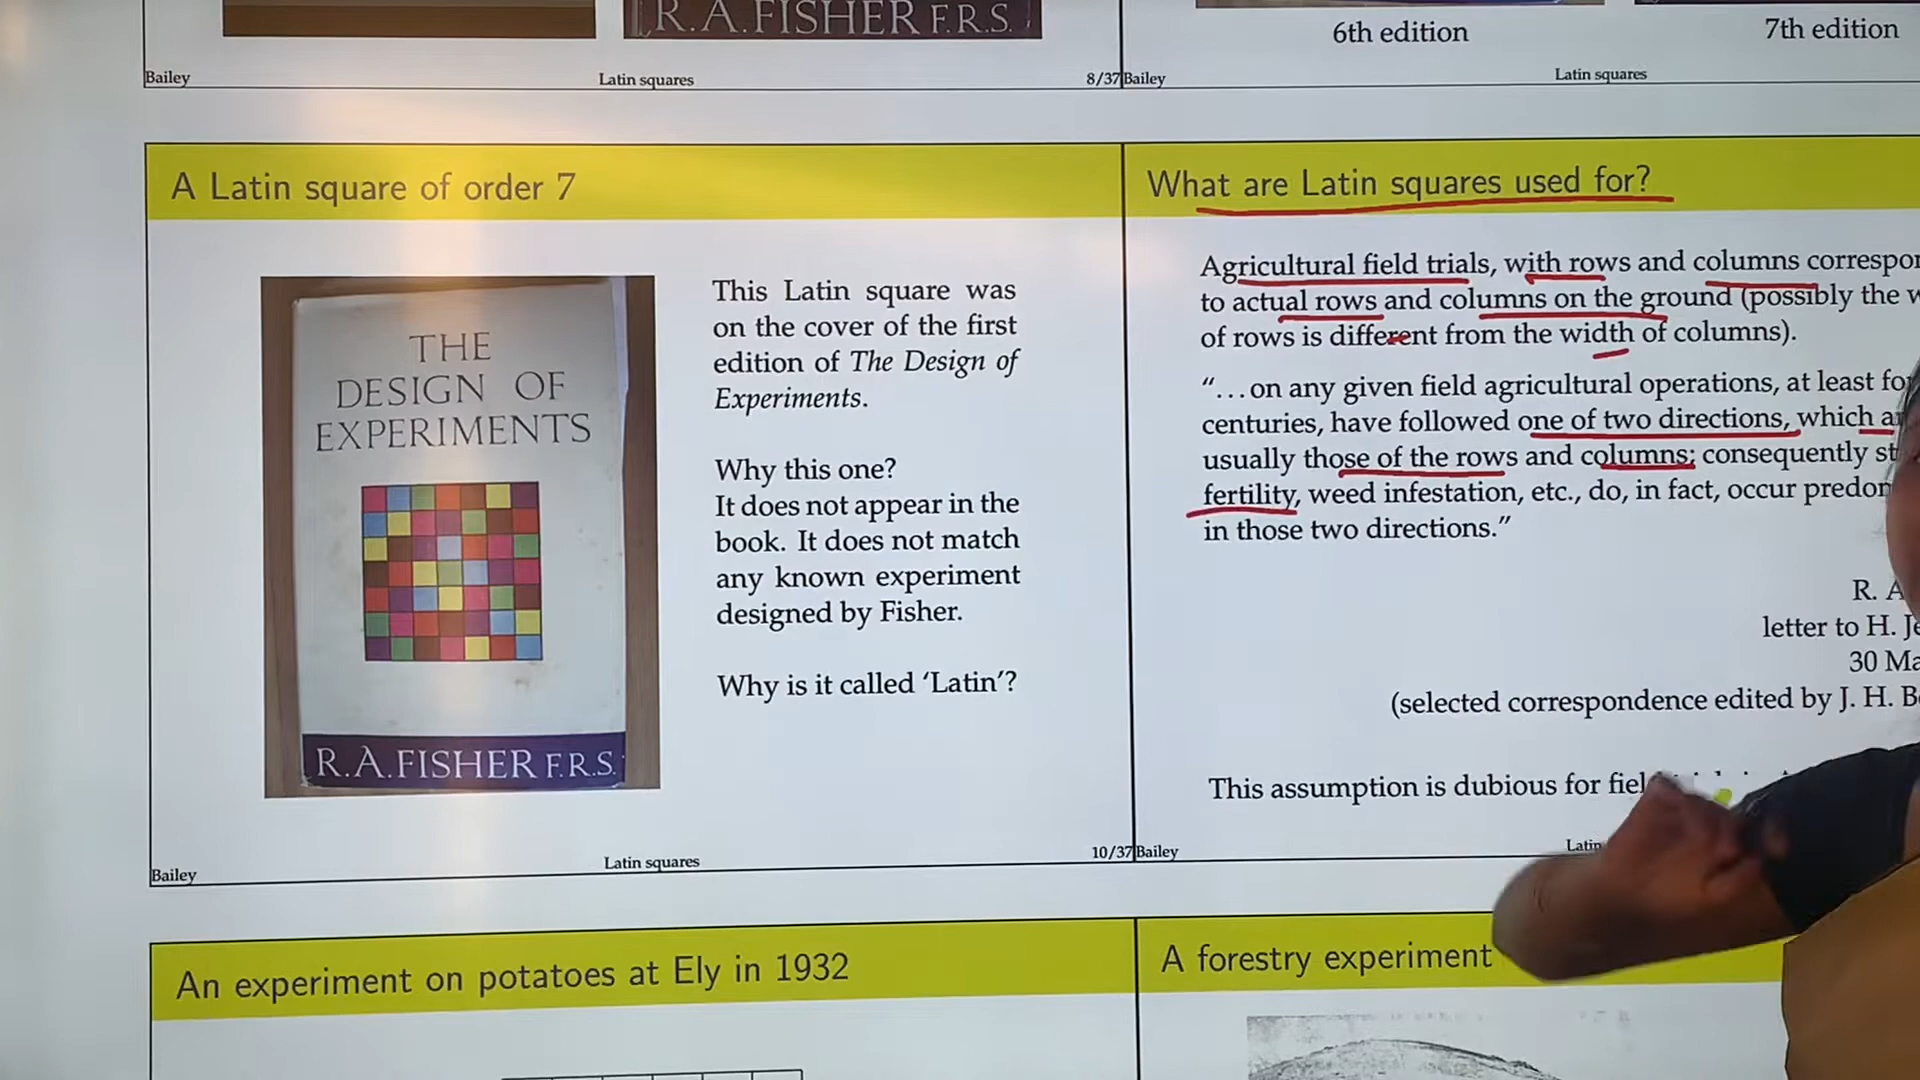 R.A.FISHER F.R.S.
6th edition
7th edition
Bailey
Latin squares
8/37
Bailey
Latin squares
A Latin square of order 7
THE
DESIGN OF
EXPERIMENTS
R.A.FISHER F.R.S.
This Latin square was
on the cover of the first
edition of The Design of
Experiments.
Why this one?
It does not appear in the
book. It does not match
any known experiment
designed by Fisher.
Why is it called ‘Latin’?
Bailey
Latin squares
10/37
What are Latin squares used for?
Agricultural field trials, with rows and columns
to actual rows and columns on the ground (possibly the
of rows is different from the width of columns).
“…on any given field agricultural operations, at least
centuries, have followed one of two directions, which
usually those of the rows and columns; consequently
fertility, weed infestation, etc., do, in fact, occur
in those two directions.”
R. A
letter to H.
30
(selected correspondence edited by J. H.
This assumption is dubious for
Bailey
An experiment on potatoes at Ely in 1932
A forestry experiment